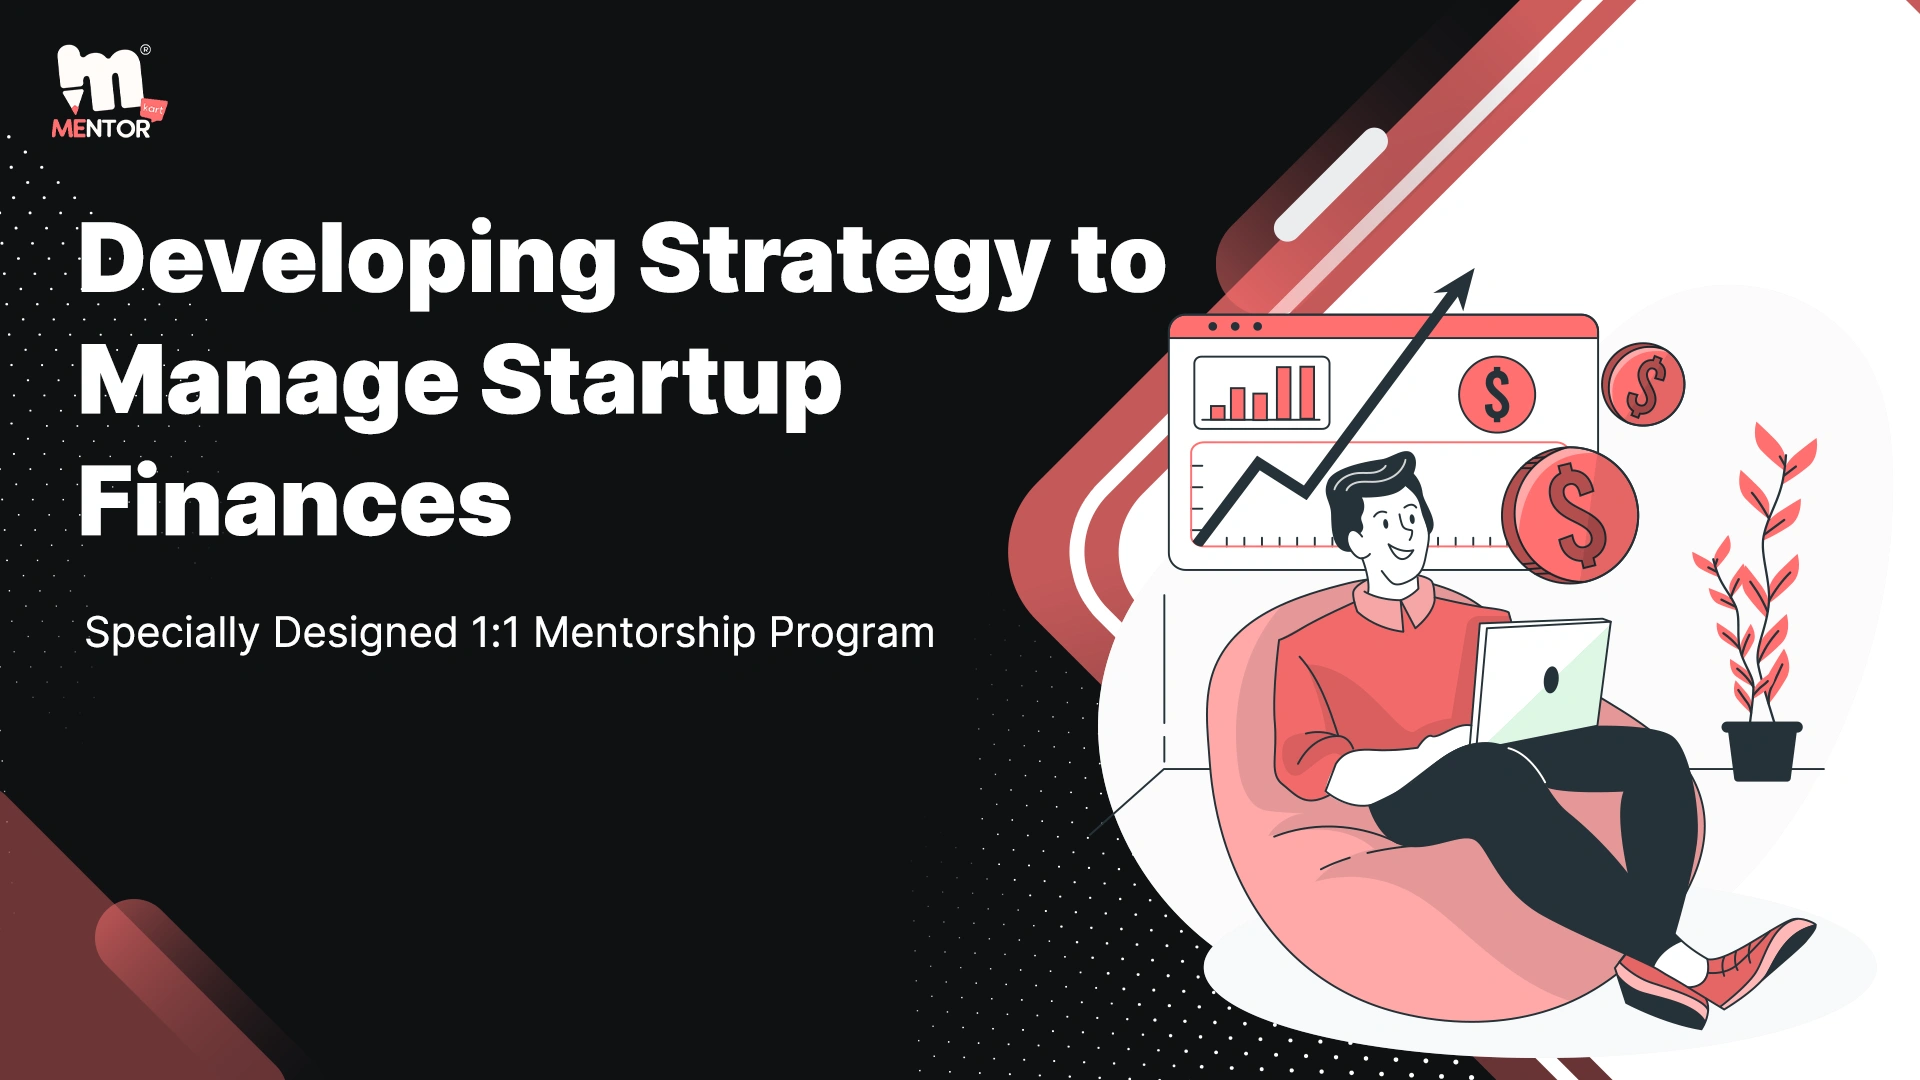 m®
kart
MENTOR
Developing Strategy to
Manage Startup
Finances
Specially Designed 1:1 Mentorship Program
$
$
$